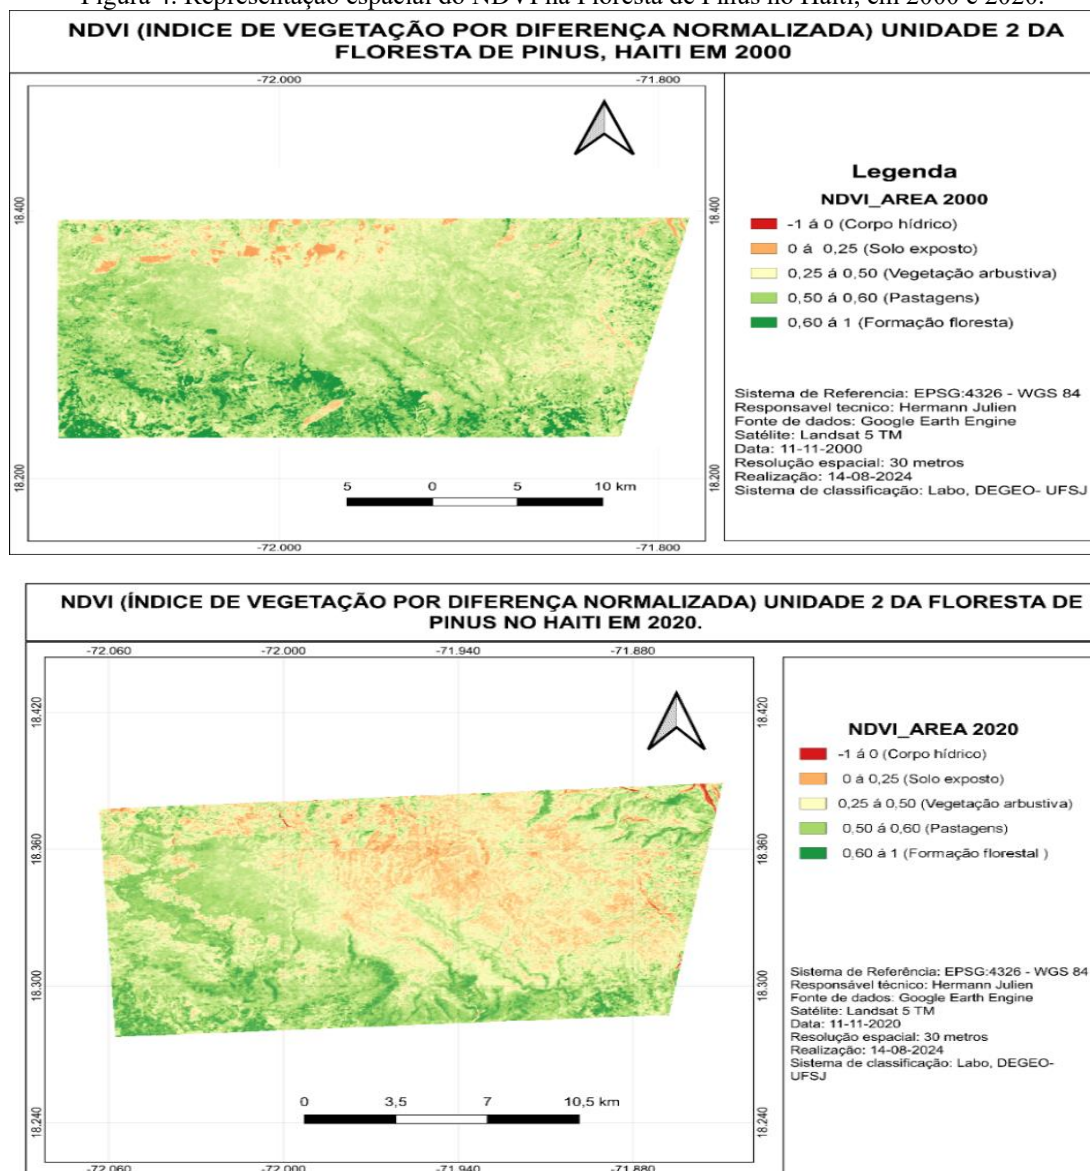 Figura 4. Representação espacial do NDVI na Floresta de Pinus no Haiti, em 2000 e 2020.
NDVI (INDICE DE VEGETAÇÃO POR DIFERENÇA NORMALIZADA) UNIDADE 2 DA
FLORESTA DE PINUS, HAITI EM 2000
-72.000
-71.800
18.400
18.400
18.200
18.200
5 0 5 10 km
-72.000
-71.800
Legenda
NDVI_AREA 2000
-1 á 0 (Corpo hídrico)
0 á 0,25 (Solo exposto)
0,25 á 0,50 (Vegetação arbustiva)
0,50 á 0,60 (Pastagens)
0,60 á 1 (Formação floresta)
Sistema de Referencia: EPSG:4326 - WGS 84
Responsavel tecnico: Hermann Julien
Fonte de dados: Google Earth Engine
Satélite: Landsat 5 TM
Data: 11-11-2000
Resolução espacial: 30 metros
Realização: 14-08-2024
Sistema de classificação: Labo, DEGEO- UFSJ
NDVI (ÍNDICE DE VEGETAÇÃO POR DIFERENÇA NORMALIZADA) UNIDADE 2 DA FLORESTA DE
PINUS NO HAITI EM 2020.
-72.060
-72.000
-71.940
-71.880
18.420
18.420
18.360
18.360
18.300
18.300
18.240
18.240
0 3,5 7 10,5 km
-72.060
-72.000
-71.940
-71.880
NDVI_AREA 2020
-1 á 0 (Corpo hídrico)
0 á 0,25 (Solo exposto)
0,25 á 0,50 (Vegetação arbustiva)
0,50 á 0,60 (Pastagens)
0,60 á 1 (Formação florestal )
Sistema de Referência: EPSG:4326 - WGS 84
Responsável técnico: Hermann Julien
Fonte de dados: Google Earth Engine
Satélite: Landsat 5 TM
Data: 11-11-2020
Resolução espacial: 30 metros
Realização: 14-08-2024
Sistema de classificação: Labo, DEGEO-
UFSJ